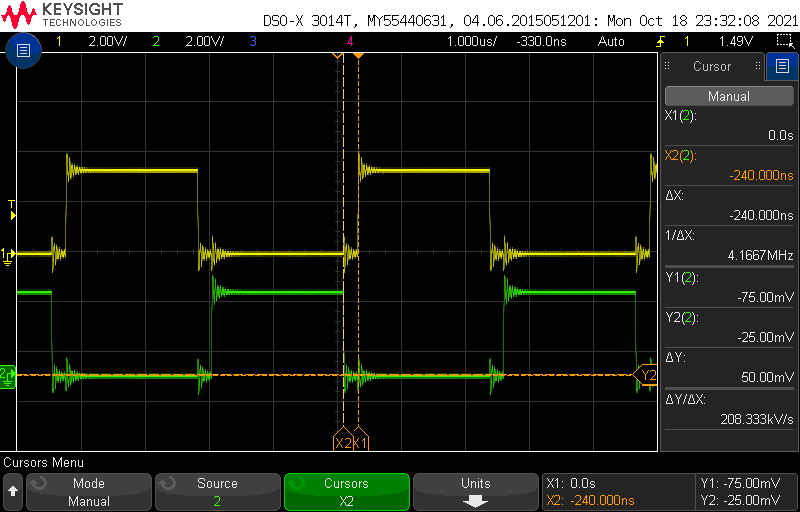 KEYSIGHT
TECHNOLOGIES
DSO-X 3014T, MY55440631, 04.06.2015051201: Mon Oct 18 23:32:08 2021
1 2.00V/ 2 2.00V/ 3 4 1.000us/ -330.0ns Auto 1 1.49V
Cursor
Manual
X1(2):
0.0s
X2(2):
-240.000ns
ΔX:
-240.000ns
1/ΔX:
4.1667MHz
Y1(2):
-75.00mV
Y2(2):
-25.00mV
ΔY:
50.00mV
ΔY/ΔX:
208.333kV/s
T
1
2
Y2
X2 X1
Cursors Menu
Mode
Manual
Source
2
Cursors
X2
Units
X1: 0.0s
X2: -240.000ns
Y1: -75.00mV
Y2: -25.00mV